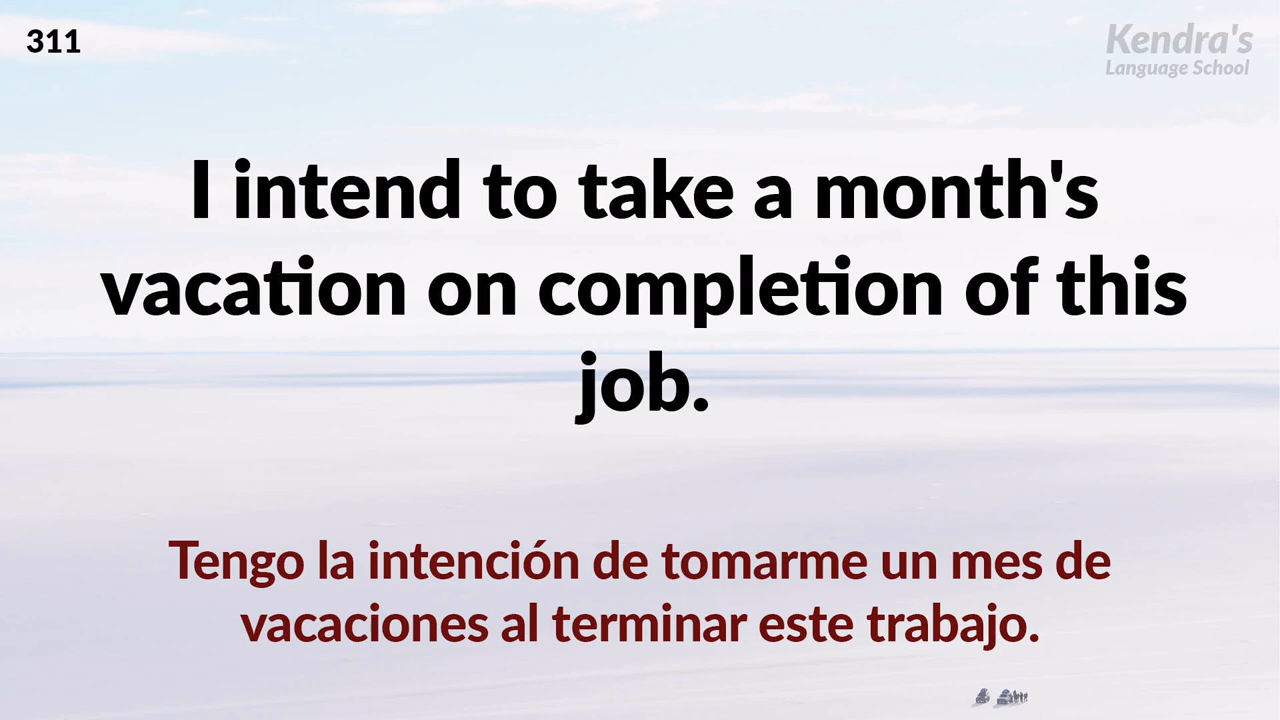 311
Kendra's
Language School
I intend to take a month's
vacation on completion of this
job.
Tengo la intención de tomarme un mes de
vacaciones al terminar este trabajo.